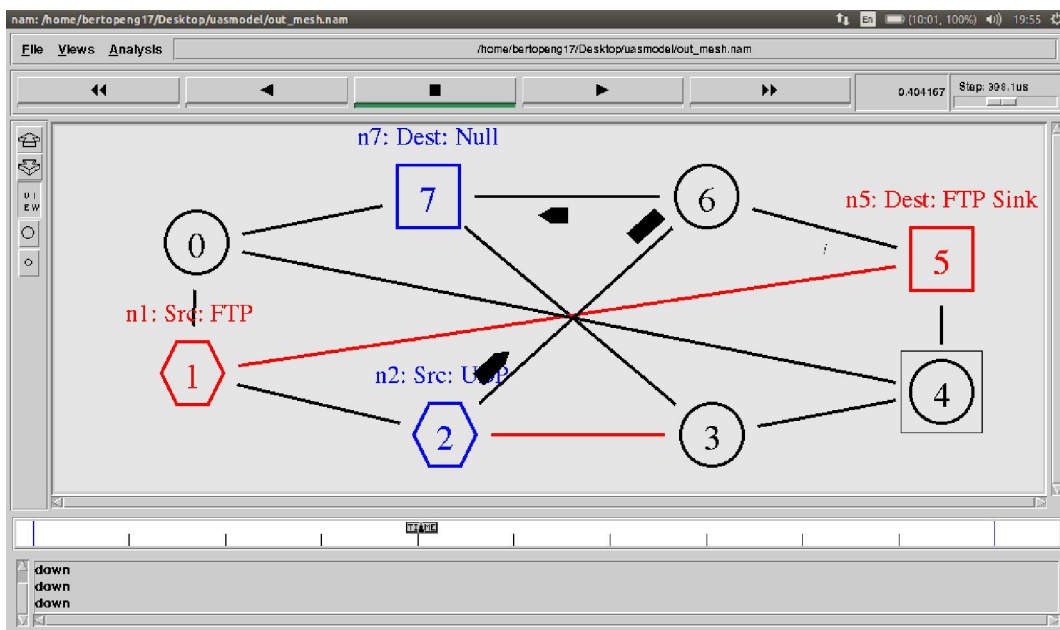 nam: /home/bertopeng17/Desktop/uasmodel/out_mesh.nam
En (10:01, 100%) 19:55
File Views Analysis /home/bertopeng17/Desktop/uasmodel/out_mesh.nam
0.404167 Step: 398.1us
VIEW
n7: Dest: Null
7
6
n5: Dest: FTP Sink
0
5
n1: Src: FTP
1
n2: Src: UDP
4
2
3
TIME
down
down
down